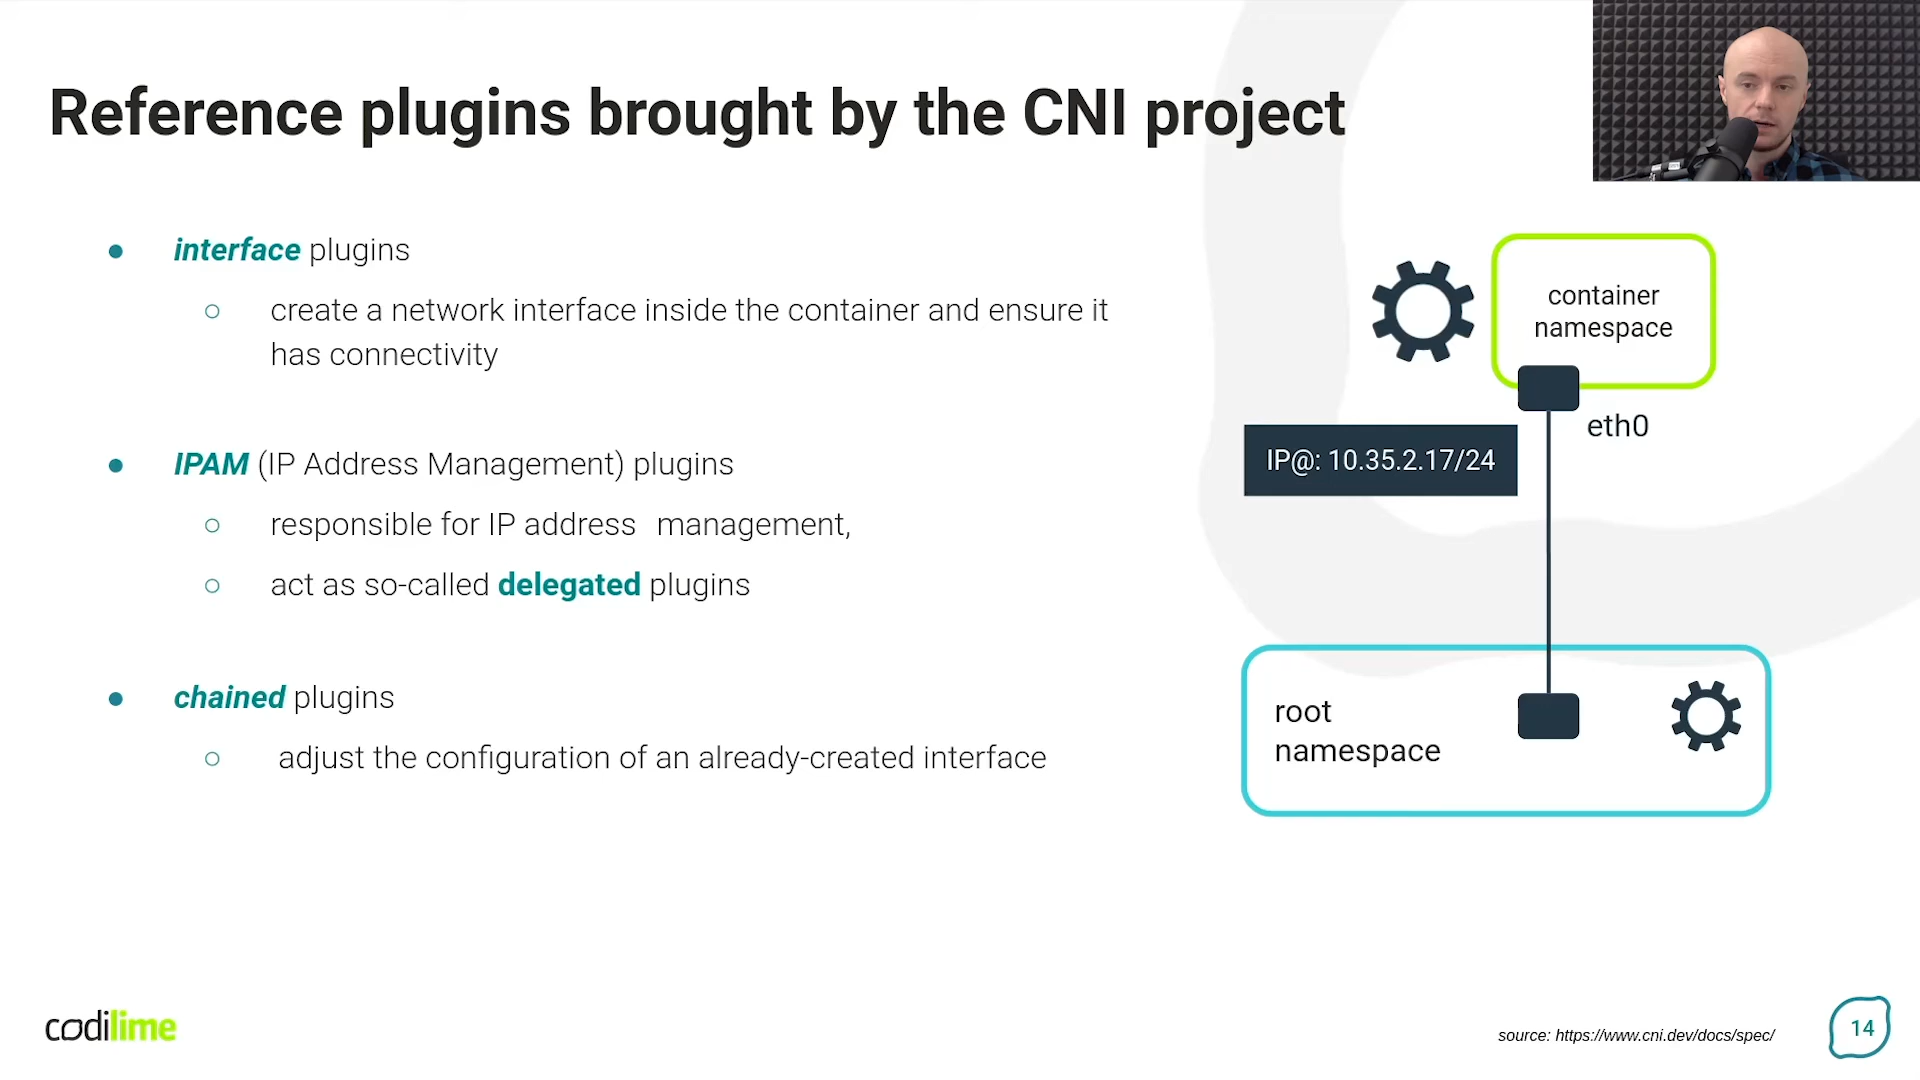 Reference plugins brought by the CNI project
● interface plugins
○ create a network interface inside the container and ensure it
has connectivity
● IPAM (IP Address Management) plugins
○ responsible for IP address management,
○ act as so-called delegated plugins
● chained plugins
○ adjust the configuration of an already-created interface
container
namespace
eth0
IP@: 10.35.2.17/24
root
namespace
codilime
source: https://www.cni.dev/docs/spec/
14